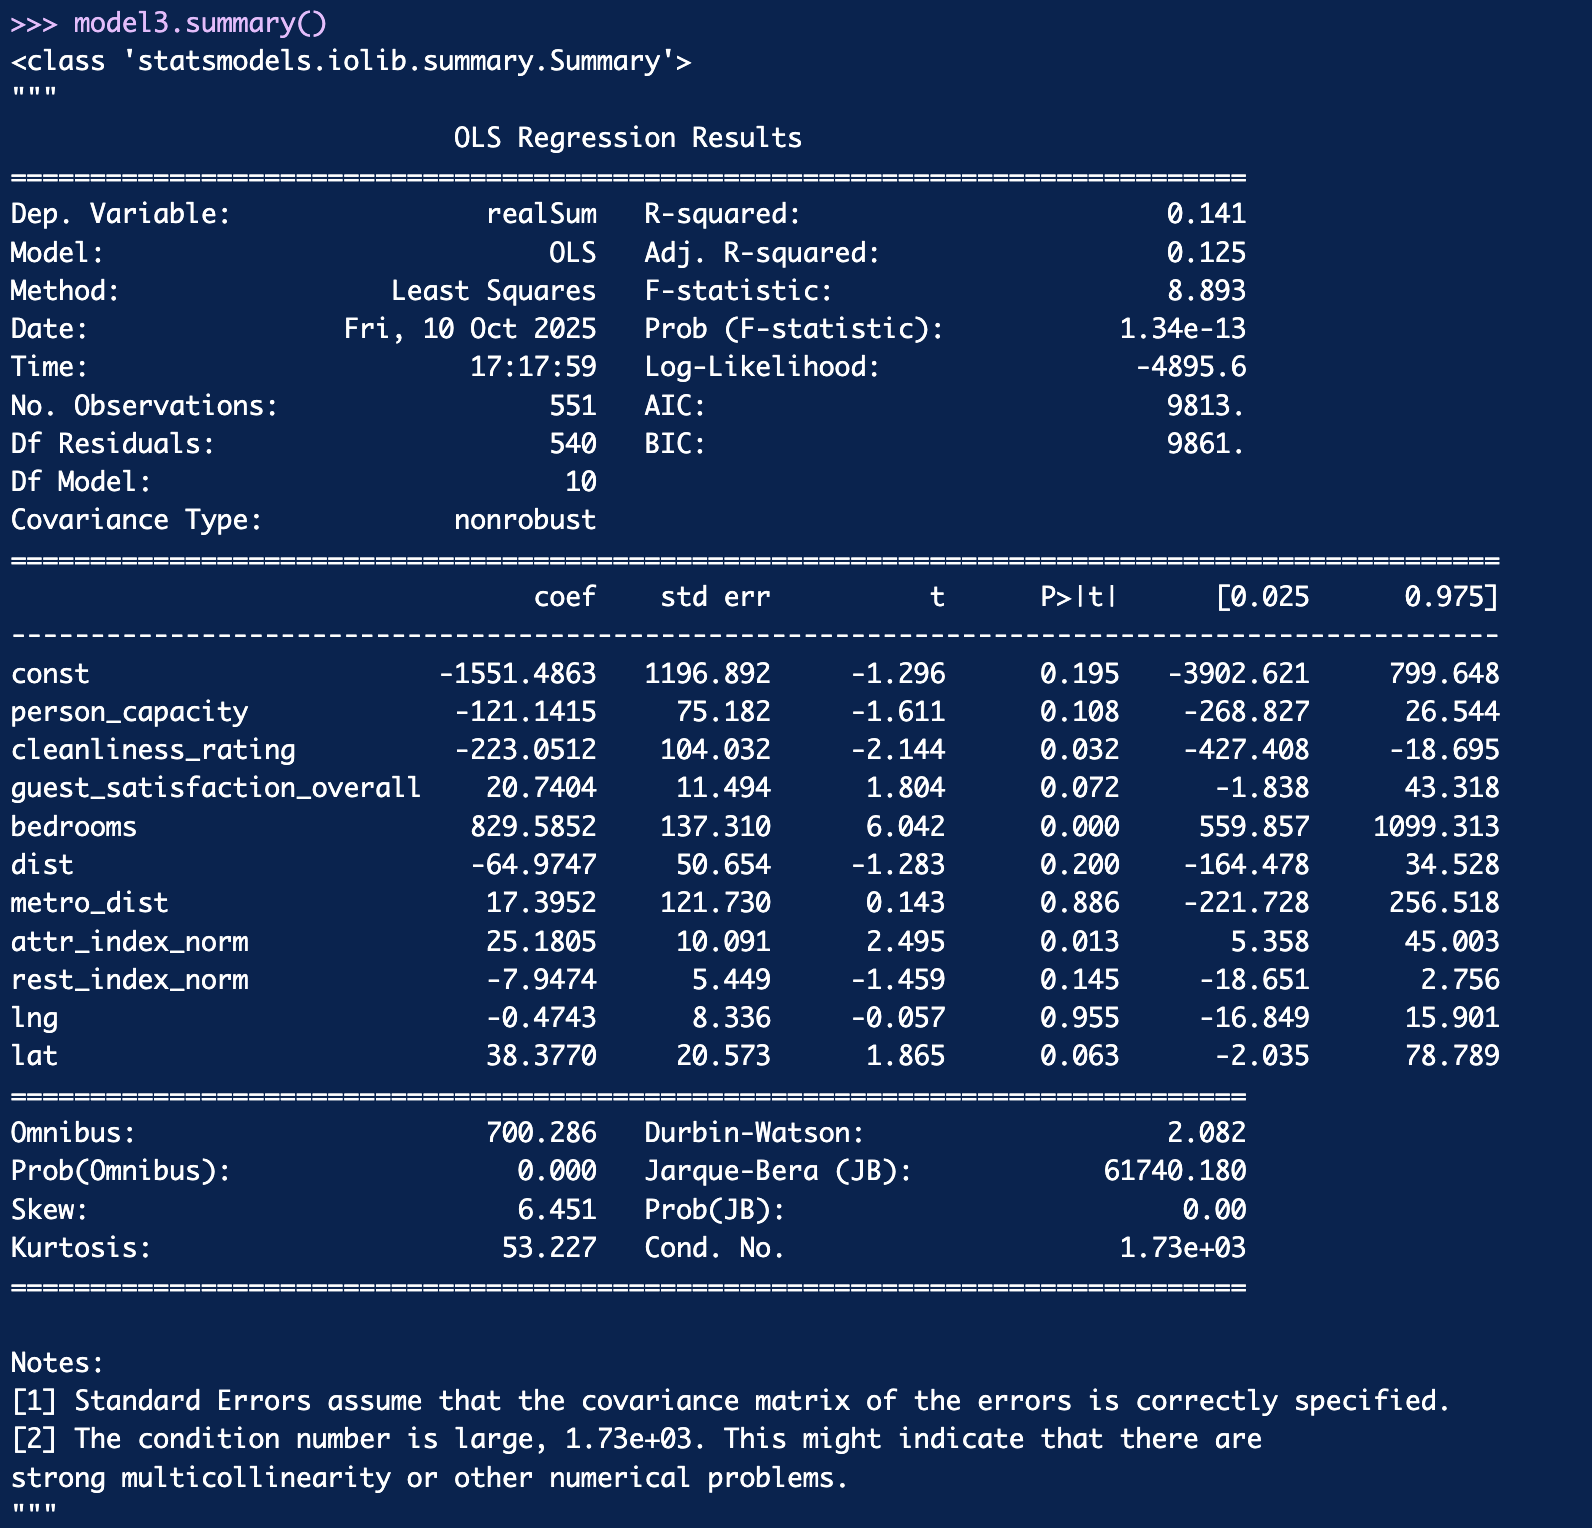 >>> model3.summary()
<class 'statsmodels.iolib.summary.Summary'>
"""
                            OLS Regression Results
==============================================================================
Dep. Variable:                realSum   R-squared:                       0.141
Model:                            OLS   Adj. R-squared:                  0.125
Method:                 Least Squares   F-statistic:                     8.893
Date:                Fri, 10 Oct 2025   Prob (F-statistic):           1.34e-13
Time:                        17:17:59   Log-Likelihood:                -4895.6
No. Observations:                 551   AIC:                             9813.
Df Residuals:                     540   BIC:                             9861.
Df Model:                          10
Covariance Type:            nonrobust
==============================================================================================
                                 coef    std err          t      P>|t|      [0.025      0.975]
----------------------------------------------------------------------------------------------
const                      -1551.4863   1196.892     -1.296      0.195   -3902.621     799.648
person_capacity             -121.1415     75.182     -1.611      0.108    -268.827      26.544
cleanliness_rating          -223.0512    104.032     -2.144      0.032    -427.408     -18.695
guest_satisfaction_overall    20.7404     11.494      1.804      0.072      -1.838      43.318
bedrooms                     829.5852    137.310      6.042      0.000     559.857    1099.313
dist                         -64.9747     50.654     -1.283      0.200    -164.478      34.528
metro_dist                    17.3952    121.730      0.143      0.886    -221.728     256.518
attr_index_norm               25.1805     10.091      2.495      0.013       5.358      45.003
rest_index_norm               -7.9474      5.449     -1.459      0.145     -18.651       2.756
lng                           -0.4743      8.336     -0.057      0.955     -16.849      15.901
lat                           38.3770     20.573      1.865      0.063      -2.035      78.789
==============================================================================
Omnibus:                      700.286   Durbin-Watson:                   2.082
Prob(Omnibus):                  0.000   Jarque-Bera (JB):            61740.180
Skew:                           6.451   Prob(JB):                         0.00
Kurtosis:                      53.227   Cond. No.                     1.73e+03
==============================================================================
Notes:
[1] Standard Errors assume that the covariance matrix of the errors is correctly specified.
[2] The condition number is large, 1.73e+03. This might indicate that there are
strong multicollinearity or other numerical problems.
"""